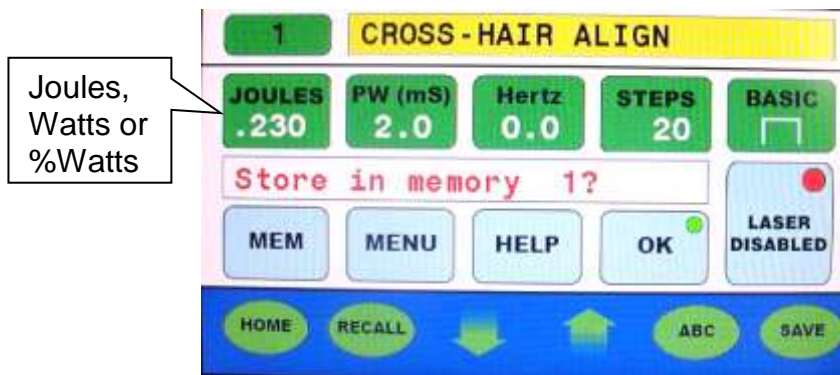 Joules,
Watts or
%Watts
1 CROSS-HAIR ALIGN
JOULES PW (mS) Hertz STEPS BASIC
.230 2.0 0.0 20
Store in memory 1?
MEM MENU HELP OK LASER
DISABLED
HOME RECALL ABC SAVE